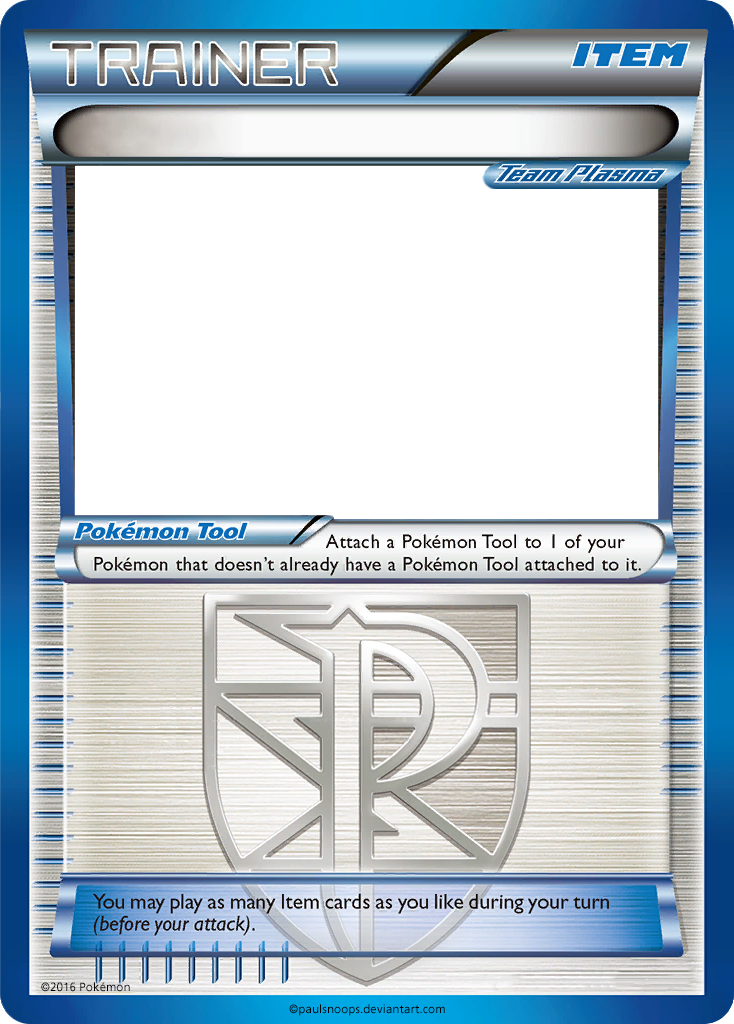 TRAINER
ITEM
Team Plasma
Pokémon Tool
Attach a Pokémon Tool to 1 of your
Pokémon that doesn't already have a Pokémon Tool attached to it.
You may play as many Item cards as you like during your turn
(before your attack).
©2016 Pokémon
©paulsnoops.deviantart.com